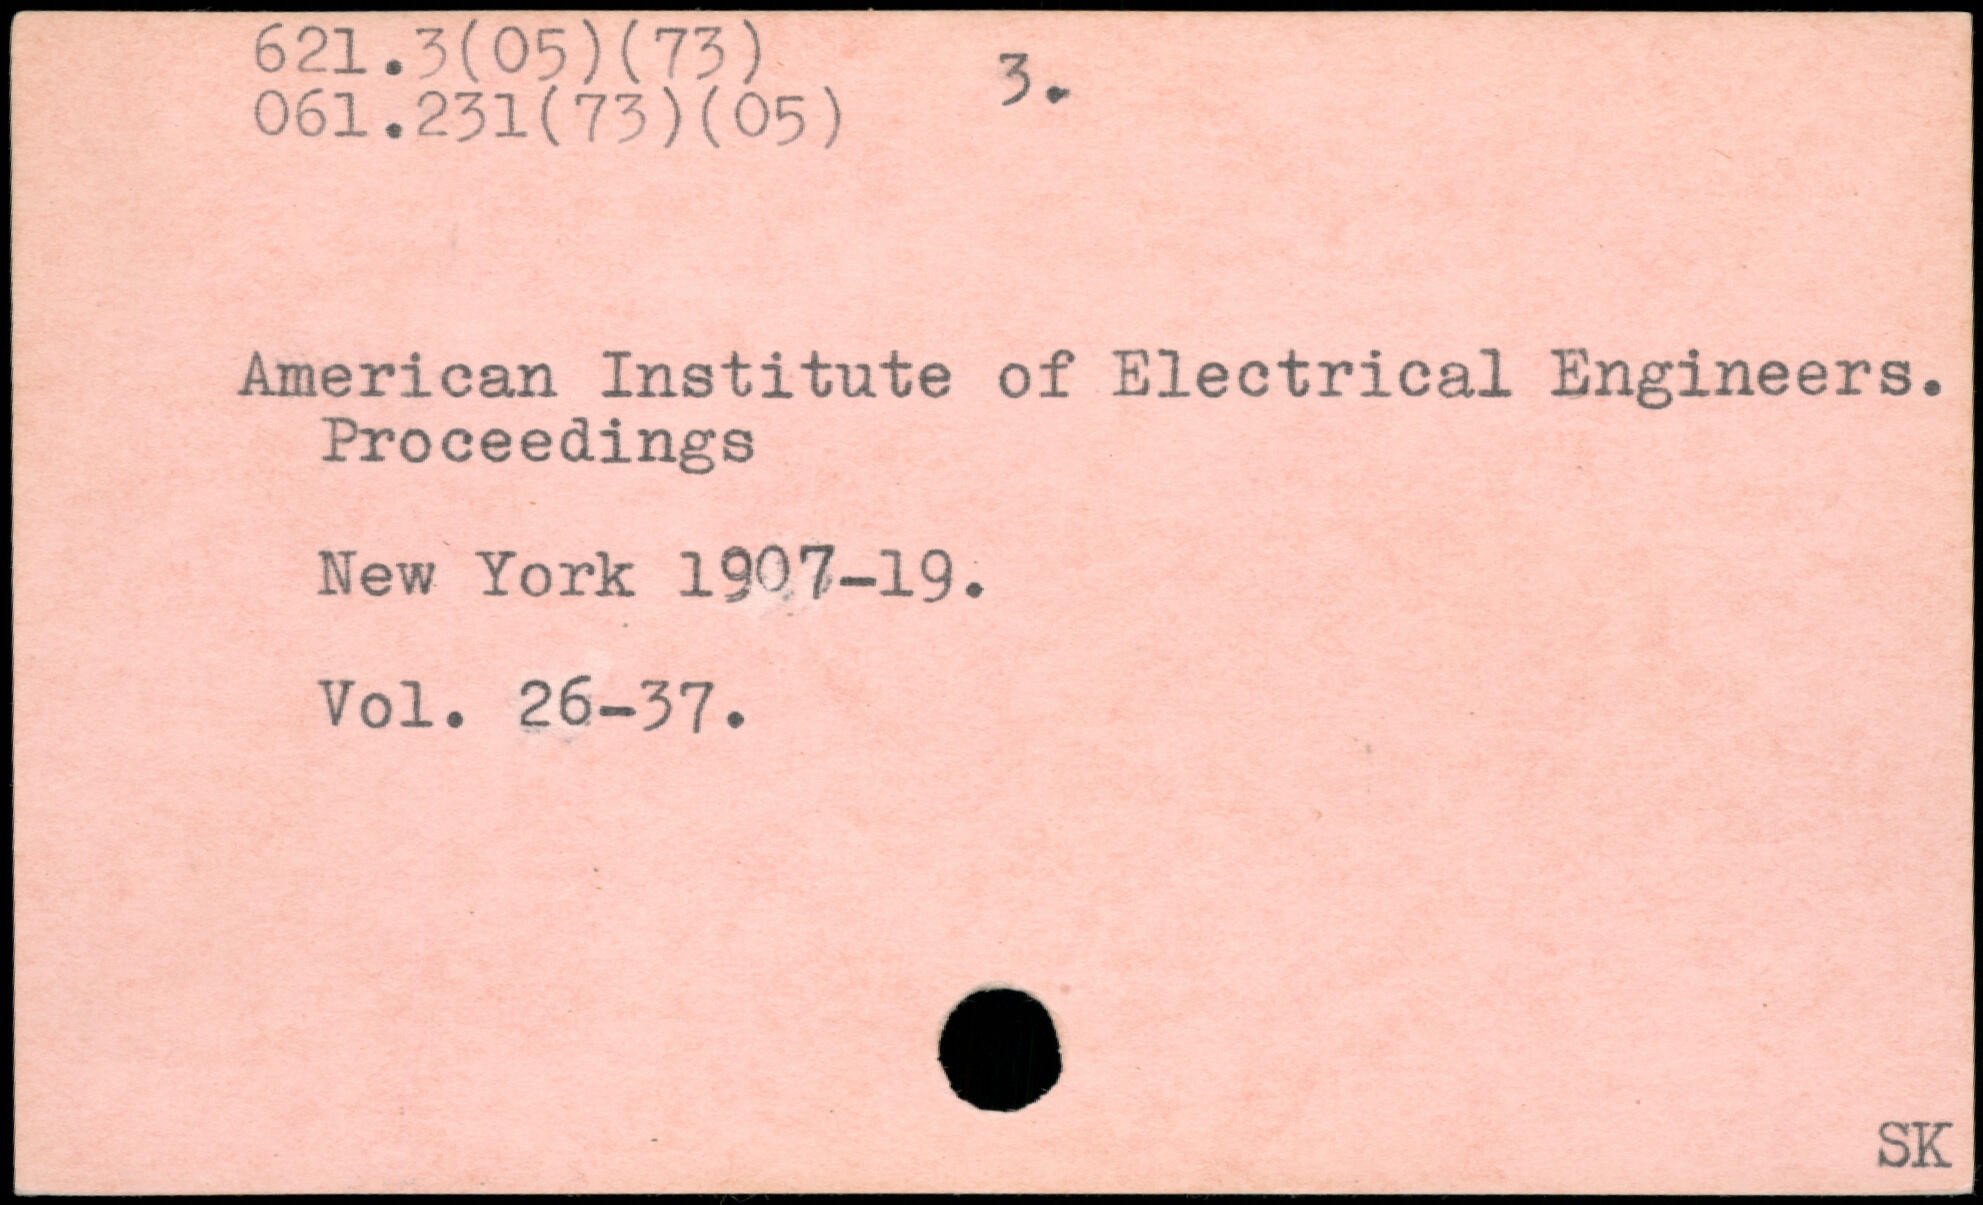 621.3(05)(73)
3.
061.231(73)(05)
American Institute of Electrical Engineers.
Proceedings
New York 1907-19.
Vol. 26-37.
SK